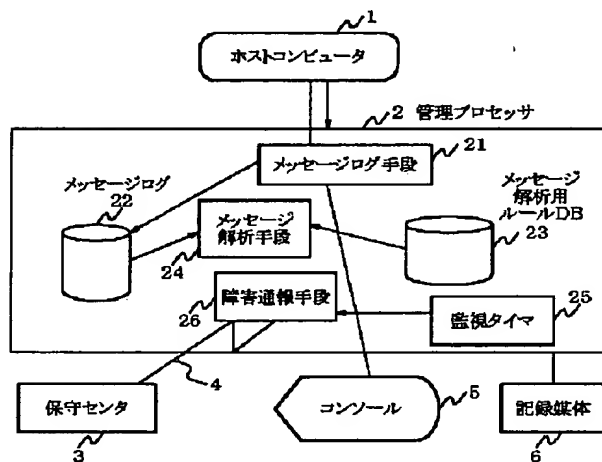 1
ホストコンピュータ
2 管理プロセッサ
21
メッセージログ手段
メッセージログ
22
メッセージ
解析手段
24
メッセージ
解析用
ルールDB
23
障害通報手段
26
25
監視タイマ
4
保守センタ
3
コンソール
5
記録媒体
6